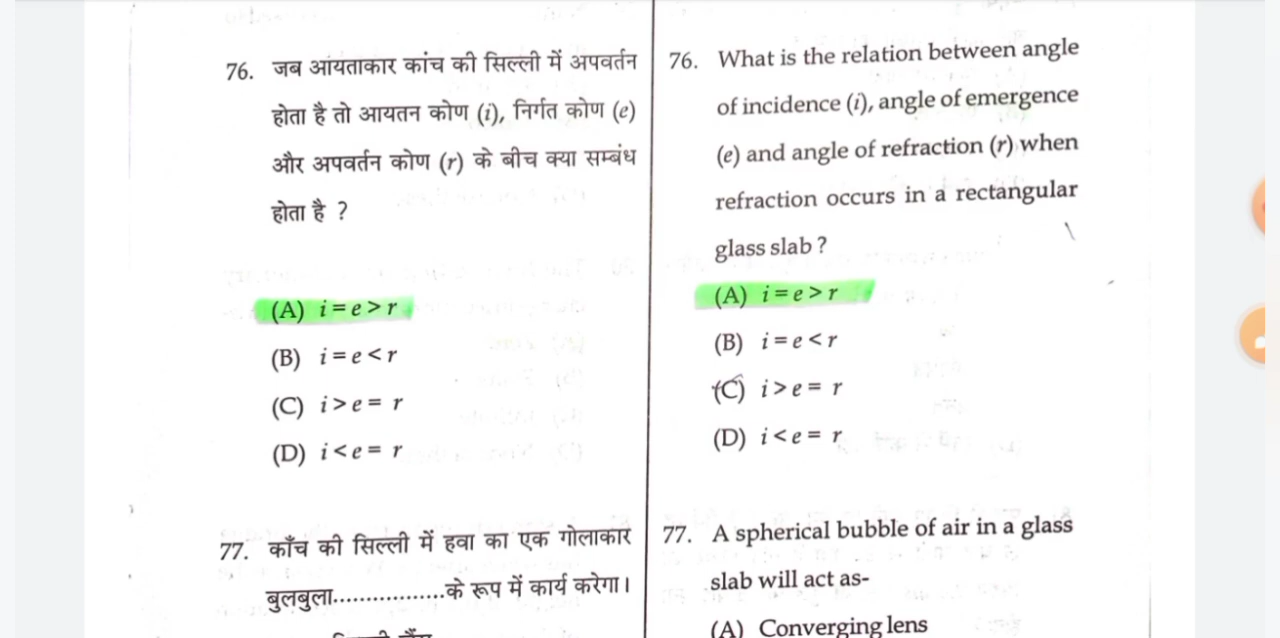 76. जब आंयताकार कांच की सिल्ली में अपवर्तन
होता है तो आयतन कोण (i), निर्गत कोण (e)
और अपवर्तन कोण (r) के बीच क्या सम्बंध
होता है ?
(A) i = e > r
(B) i = e < r
(C) i > e = r
(D) i < e = r
77. काँच की सिल्ली में हवा का एक गोलाकार
बुलबुला..................के रूप में कार्य करेगा।
76. What is the relation between angle
of incidence (i), angle of emergence
(e) and angle of refraction (r) when
refraction occurs in a rectangular
glass slab ?
(A) i = e > r
(B) i = e < r
(C) i > e = r
(D) i < e = r
77. A spherical bubble of air in a glass
slab will act as-
(A) Converging lens